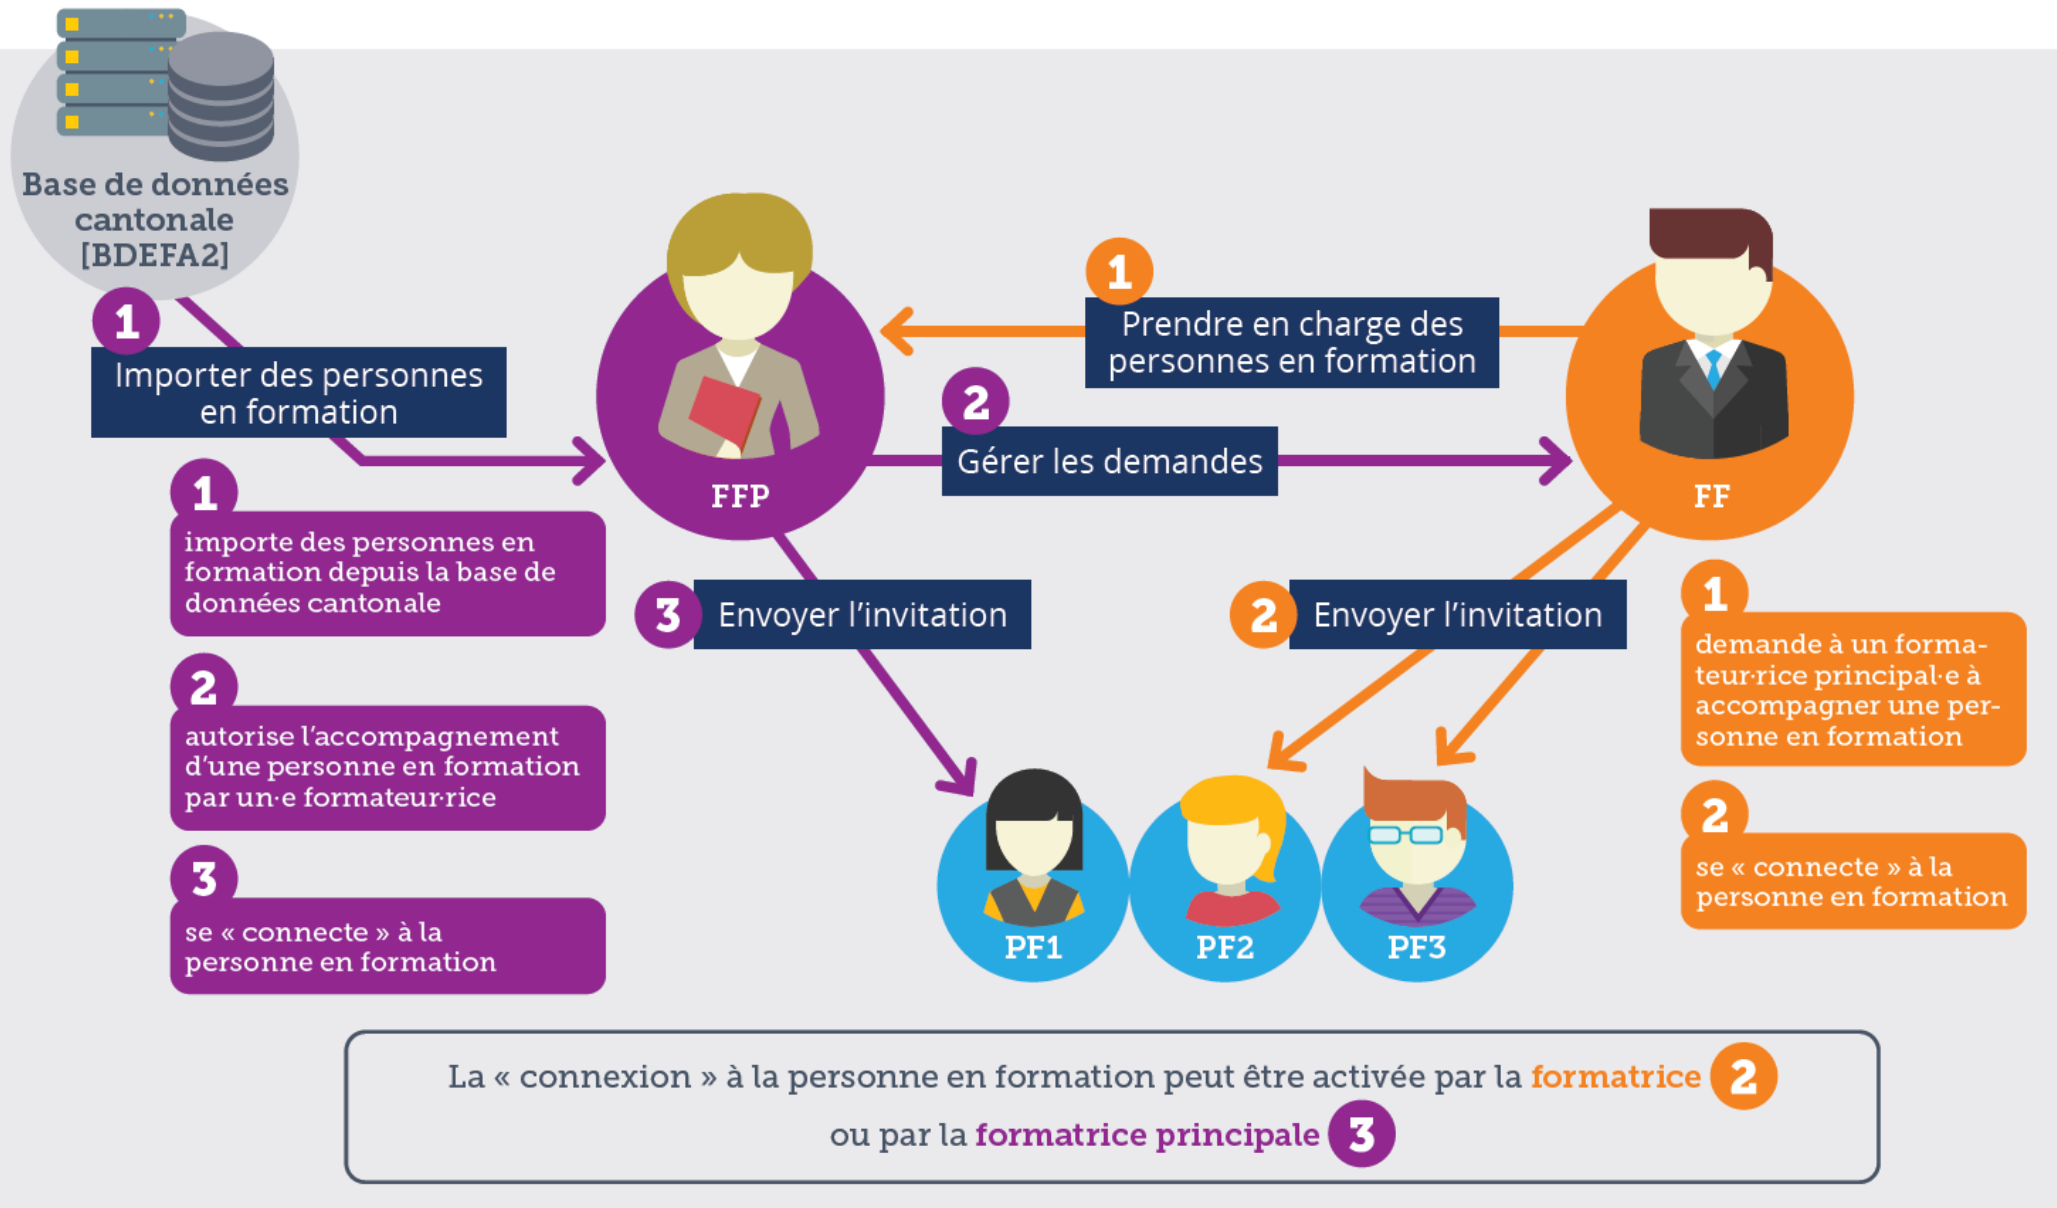 Base de données
cantonale
[BDEFA2]
1
Importer des personnes
en formation
1
importe des personnes en
formation depuis la base de
données cantonale
2
autorise l'accompagnement
d'une personne en formation
par un·e formateur·rice
3
se « connecte » à la
personne en formation
FFP
1
Prendre en charge des
personnes en formation
2
Gérer les demandes
FF
3
Envoyer l'invitation
2
Envoyer l'invitation
1
demande à un forma-
teur·rice principal·e à
accompagner une per-
sonne en formation
2
se « connecte » à la
personne en formation
PF1
PF2
PF3
La « connexion » à la personne en formation peut être activée par la formatrice 2
ou par la formatrice principale 3